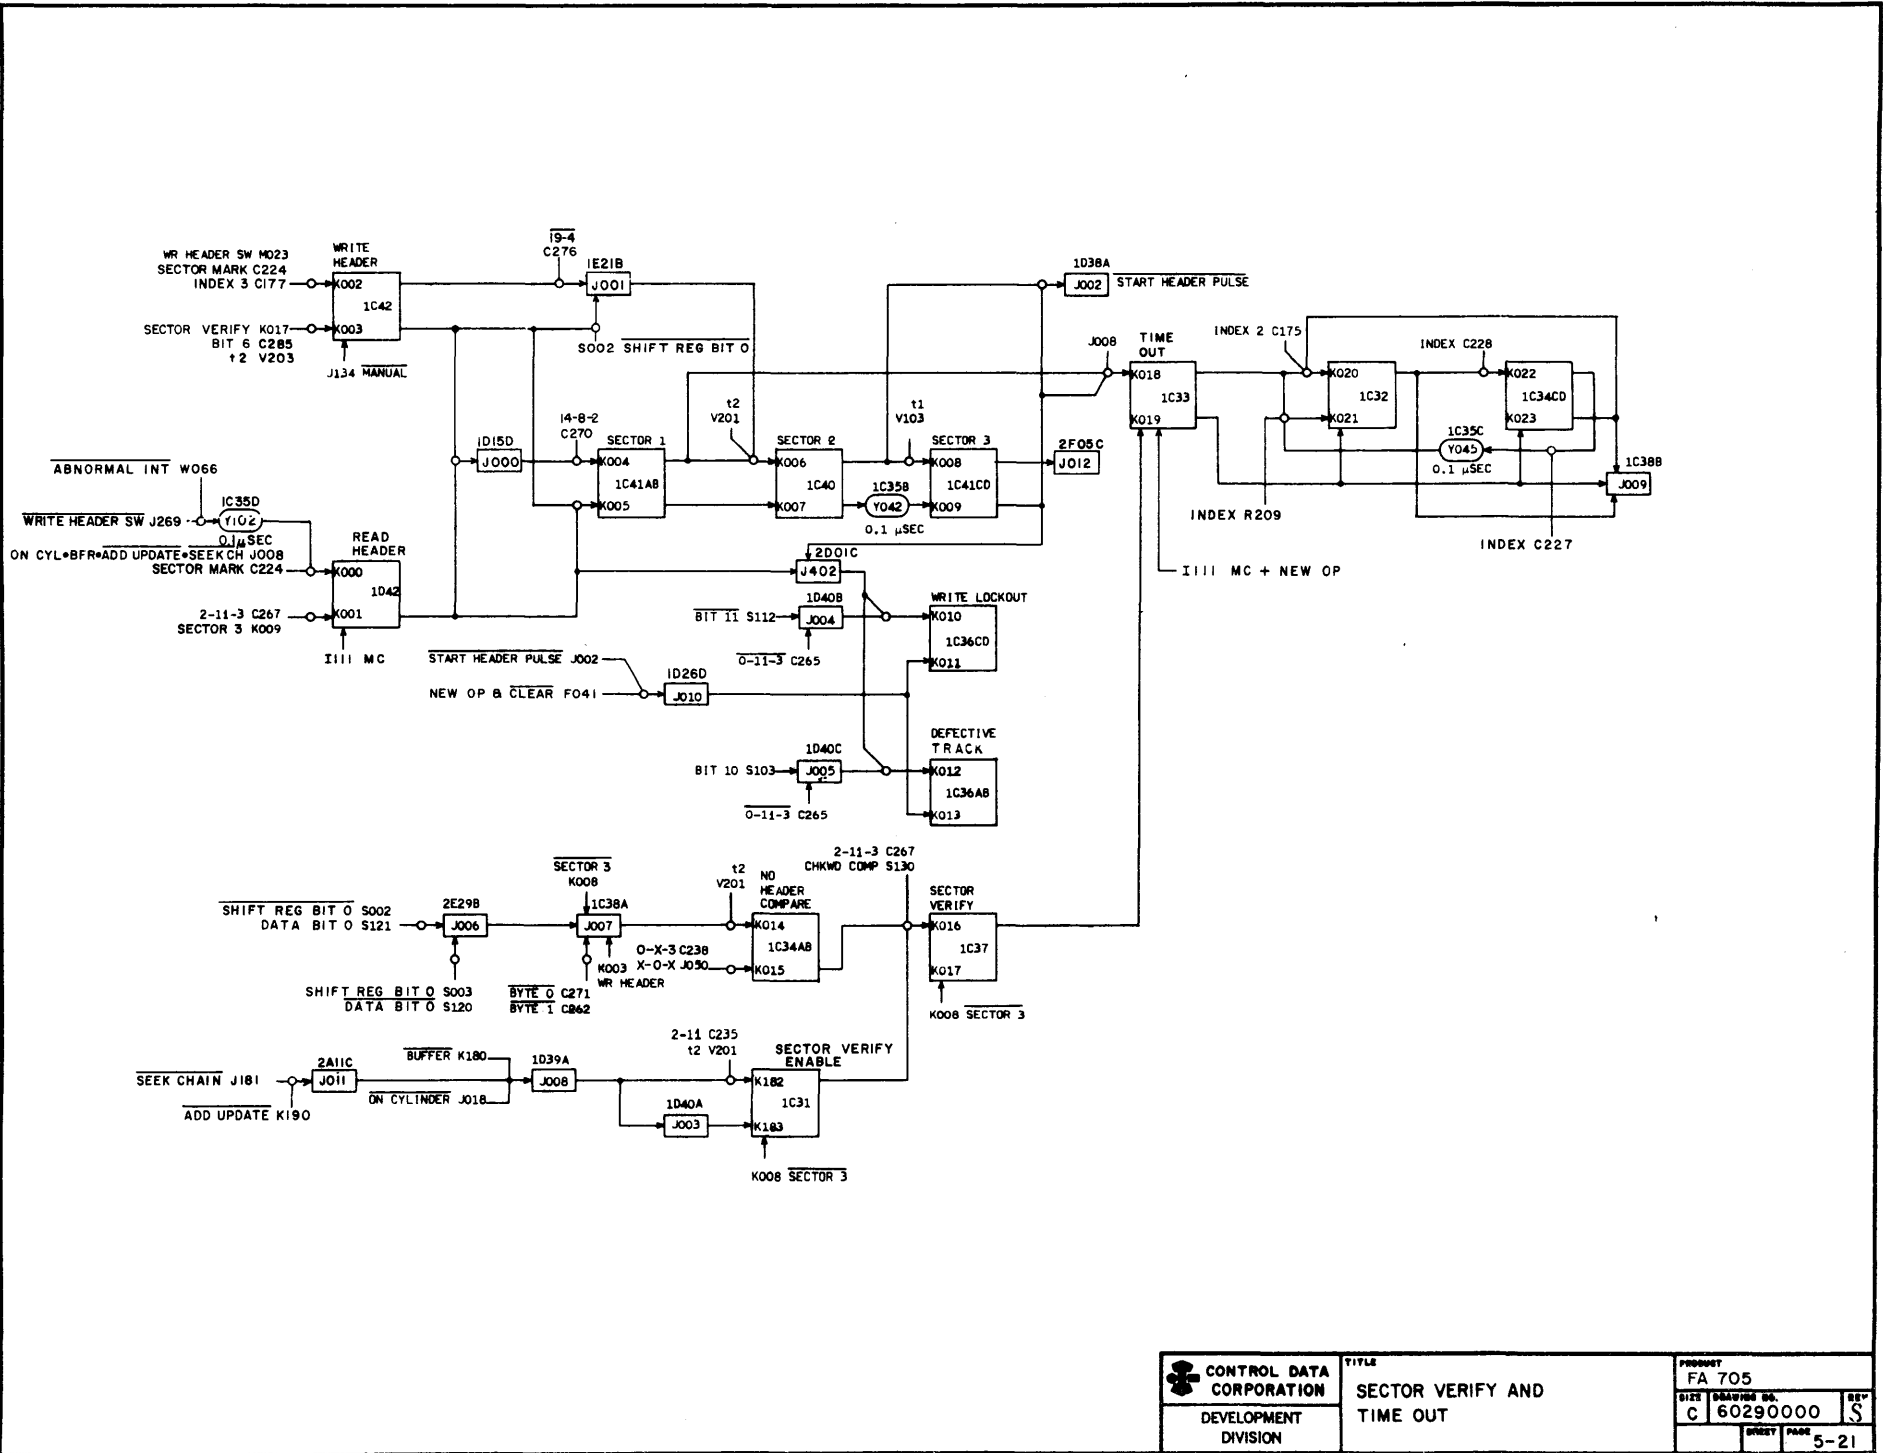 WR HEADER SW M023
SECTOR MARK C224
INDEX 3 C177
WRITE
HEADER
K002
1C42
K003
SECTOR VERIFY K017
BIT 6 C285
t2 V203
J134 MANUAL
19-4
C276
1E21B
J001
S002 SHIFT REG BIT 0
1D38A
J002
START HEADER PULSE
J008
TIME
OUT
K018
1C33
K019
INDEX 2 C175
K020
1C32
K021
INDEX C228
K022
1C34CD
K023
1C35C
Y045
0.1 µSEC
1C38B
J009
INDEX R209
INDEX C227
I111 MC + NEW OP
1D15D
J000
14-8-2
C270
SECTOR 1
K004
1C41AB
K005
t2
V201
SECTOR 2
K006
1C40
K007
t1
V103
1C35B
Y042
0.1 µSEC
SECTOR 3
K008
1C41CD
K009
2F05C
J012
ABNORMAL INT W066
1C35D
WRITE HEADER SW J269
Y102
0.1µSEC
ON CYL•BFR•ADD UPDATE•SEEK CH J008
SECTOR MARK C224
READ
HEADER
K000
1D42
K001
2-11-3 C267
SECTOR 3 K009
I111 MC
2D01C
J402
1D40B
BIT 11 S112
J004
0-11-3 C265
WRITE LOCKOUT
K010
1C36CD
K011
START HEADER PULSE J002
NEW OP & CLEAR F041
1D26D
J010
1D40C
BIT 10 S103
J005
0-11-3 C265
DEFECTIVE
TRACK
K012
1C36AB
K013
SHIFT REG BIT 0 S002
DATA BIT 0 S121
2E29B
J006
SHIFT REG BIT 0 S003
DATA BIT 0 S120
SECTOR 3
K008
1C38A
J007
K003
WR HEADER
BYTE 0 C271
BYTE 1 C262
t2
V201
NO
HEADER
COMPARE
K014
1C34AB
K015
0-X-3 C238
X-0-X J050
2-11-3 C267
CHKWD COMP S130
SECTOR
VERIFY
K016
1C37
K017
K008 SECTOR 3
SEEK CHAIN J181
ADD UPDATE K190
2A11C
J011
BUFFER K180
ON CYLINDER J018
1D39A
J008
1D40A
J003
2-11 C235
t2 V201
SECTOR VERIFY
ENABLE
K182
1C31
K183
K008 SECTOR 3
CONTROL DATA
CORPORATION
DEVELOPMENT
DIVISION
TITLE
SECTOR VERIFY AND
TIME OUT
PRODUCT
FA 705
SIZE
C
DRAWING NO.
60290000
REV
S
SHEET
PAGE
5-21